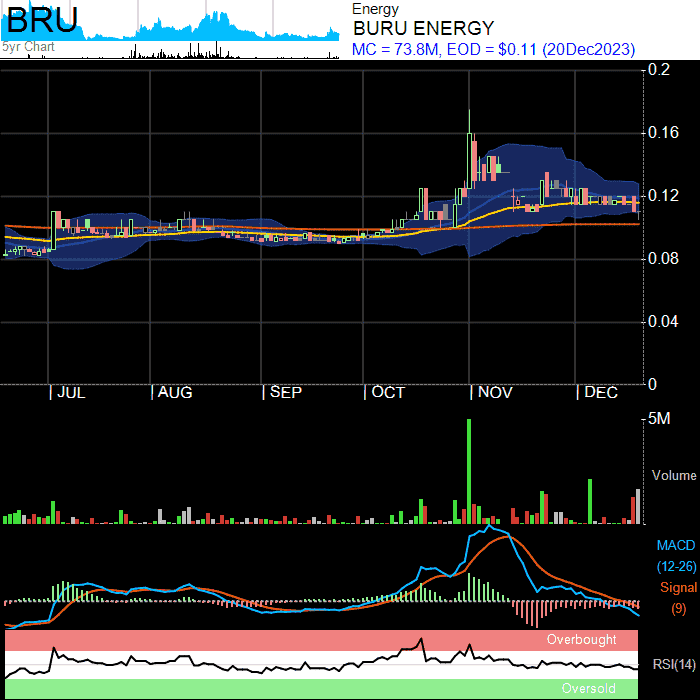 BRU
5yr Chart
Energy
BURU ENERGY
MC = 73.8M, EOD = $0.11 (20Dec2023)
0.2
0.16
0.12
0.08
0.04
0
JUL AUG SEP OCT NOV DEC
5M
Volume
MACD
(12-26)
Signal
(9)
Overbought
RSI(14)
Oversold